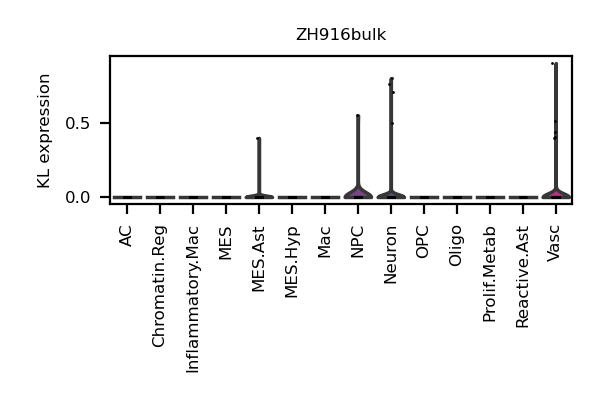 ZH916bulk
KL expression
0.5
0.0
AC
Chromatin.Reg
Inflammatory.Mac
MES
MES.Ast
MES.Hyp
Mac
NPC
Neuron
OPC
Oligo
Prolif.Metab
Reactive.Ast
Vasc